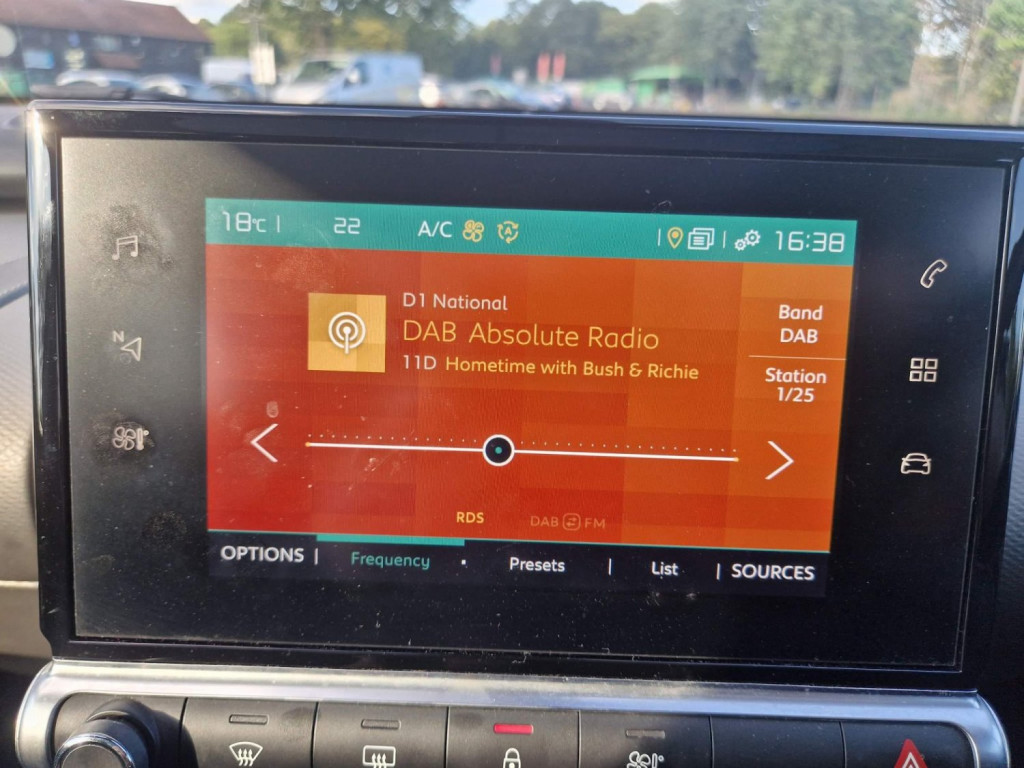 18°C | 22 A/C | | 16:38
D1 National
DAB Absolute Radio
11D Hometime with Bush & Richie
Band
DAB
Station
1/25
RDS DAB FM
OPTIONS | Frequency Presets | List | SOURCES
N